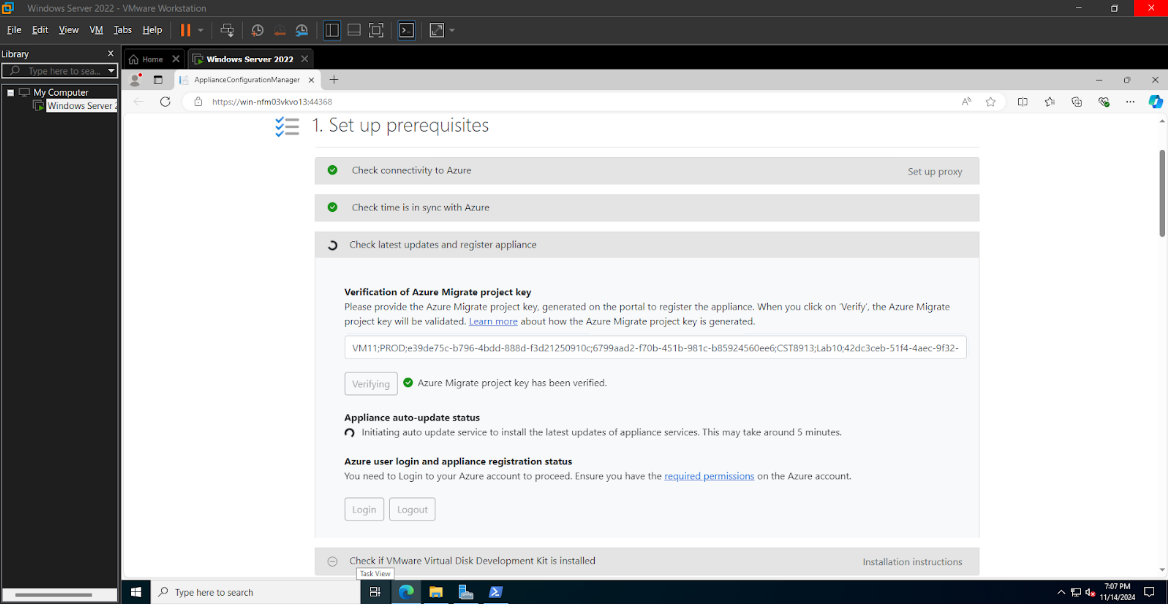 Windows Server 2022 - VMware Workstation
File Edit View VM Tabs Help
Library X
Type here to sea...
My Computer
Windows Server 2
Home X
Windows Server 2022 X
ApplianceConfigurationManager
https://win-nfm03vkvo13:44368
1. Set up prerequisites
Check connectivity to Azure
Set up proxy
Check time is in sync with Azure
Check latest updates and register appliance
Verification of Azure Migrate project key
Please provide the Azure Migrate project key, generated on the portal to register the appliance. When you click on 'Verify', the Azure Migrate
project key will be validated. Learn more about how the Azure Migrate project key is generated.
VM11;PROD;e39de75c-b796-4bdd-888d-f3d21250910c;6799aad2-f70b-451b-981c-b85924560ee6;CST8913;Lab10;42dc3ceb-51f4-4aec-9f32-
Verifying
Azure Migrate project key has been verified.
Appliance auto-update status
Initiating auto update service to install the latest updates of appliance services. This may take around 5 minutes.
Azure user login and appliance registration status
You need to Login to your Azure account to proceed. Ensure you have the required permissions on the Azure account.
Login
Logout
Check if VMware Virtual Disk Development Kit is installed
Installation instructions
Task View
Type here to search
7:07 PM
11/14/2024